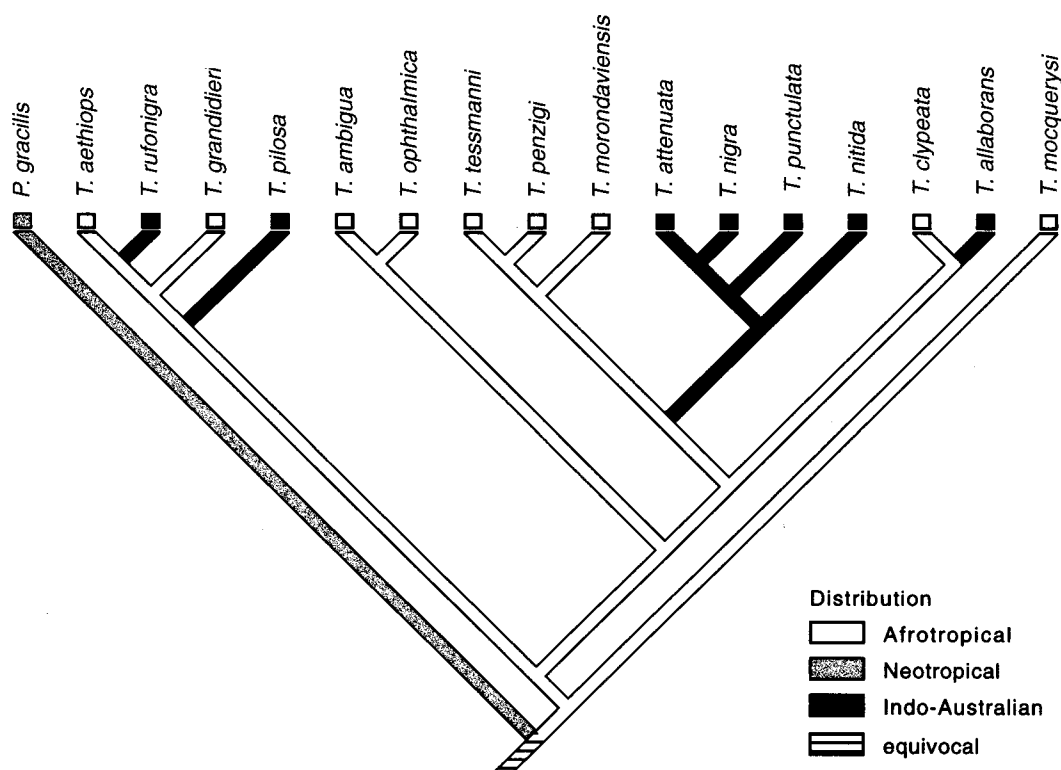 P. gracilis
T. aethiops
T. rufonigra
T. grandidieri
T. pilosa
T. ambigua
T. ophthalmica
T. tessmanni
T. penzigi
T. morondaviensis
T. attenuata
T. nigra
T. punctulata
T. nitida
T. clypeata
T. allaborans
T. mocquerysi
Distribution
Afrotropical
Neotropical
Indo-Australian
equivocal